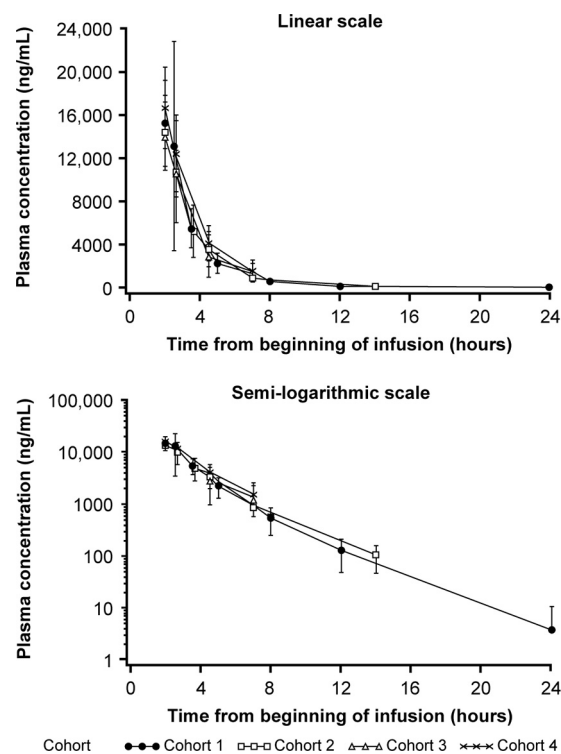 Linear scale
24,000
20,000
16,000
12,000
8000
4000
0
Plasma concentration (ng/mL)
0 4 8 12 16 20 24
Time from beginning of infusion (hours)
Semi-logarithmic scale
100,000
10,000
1000
100
10
1
Plasma concentration (ng/mL)
0 4 8 12 16 20 24
Time from beginning of infusion (hours)
Cohort Cohort 1 Cohort 2 Cohort 3 Cohort 4